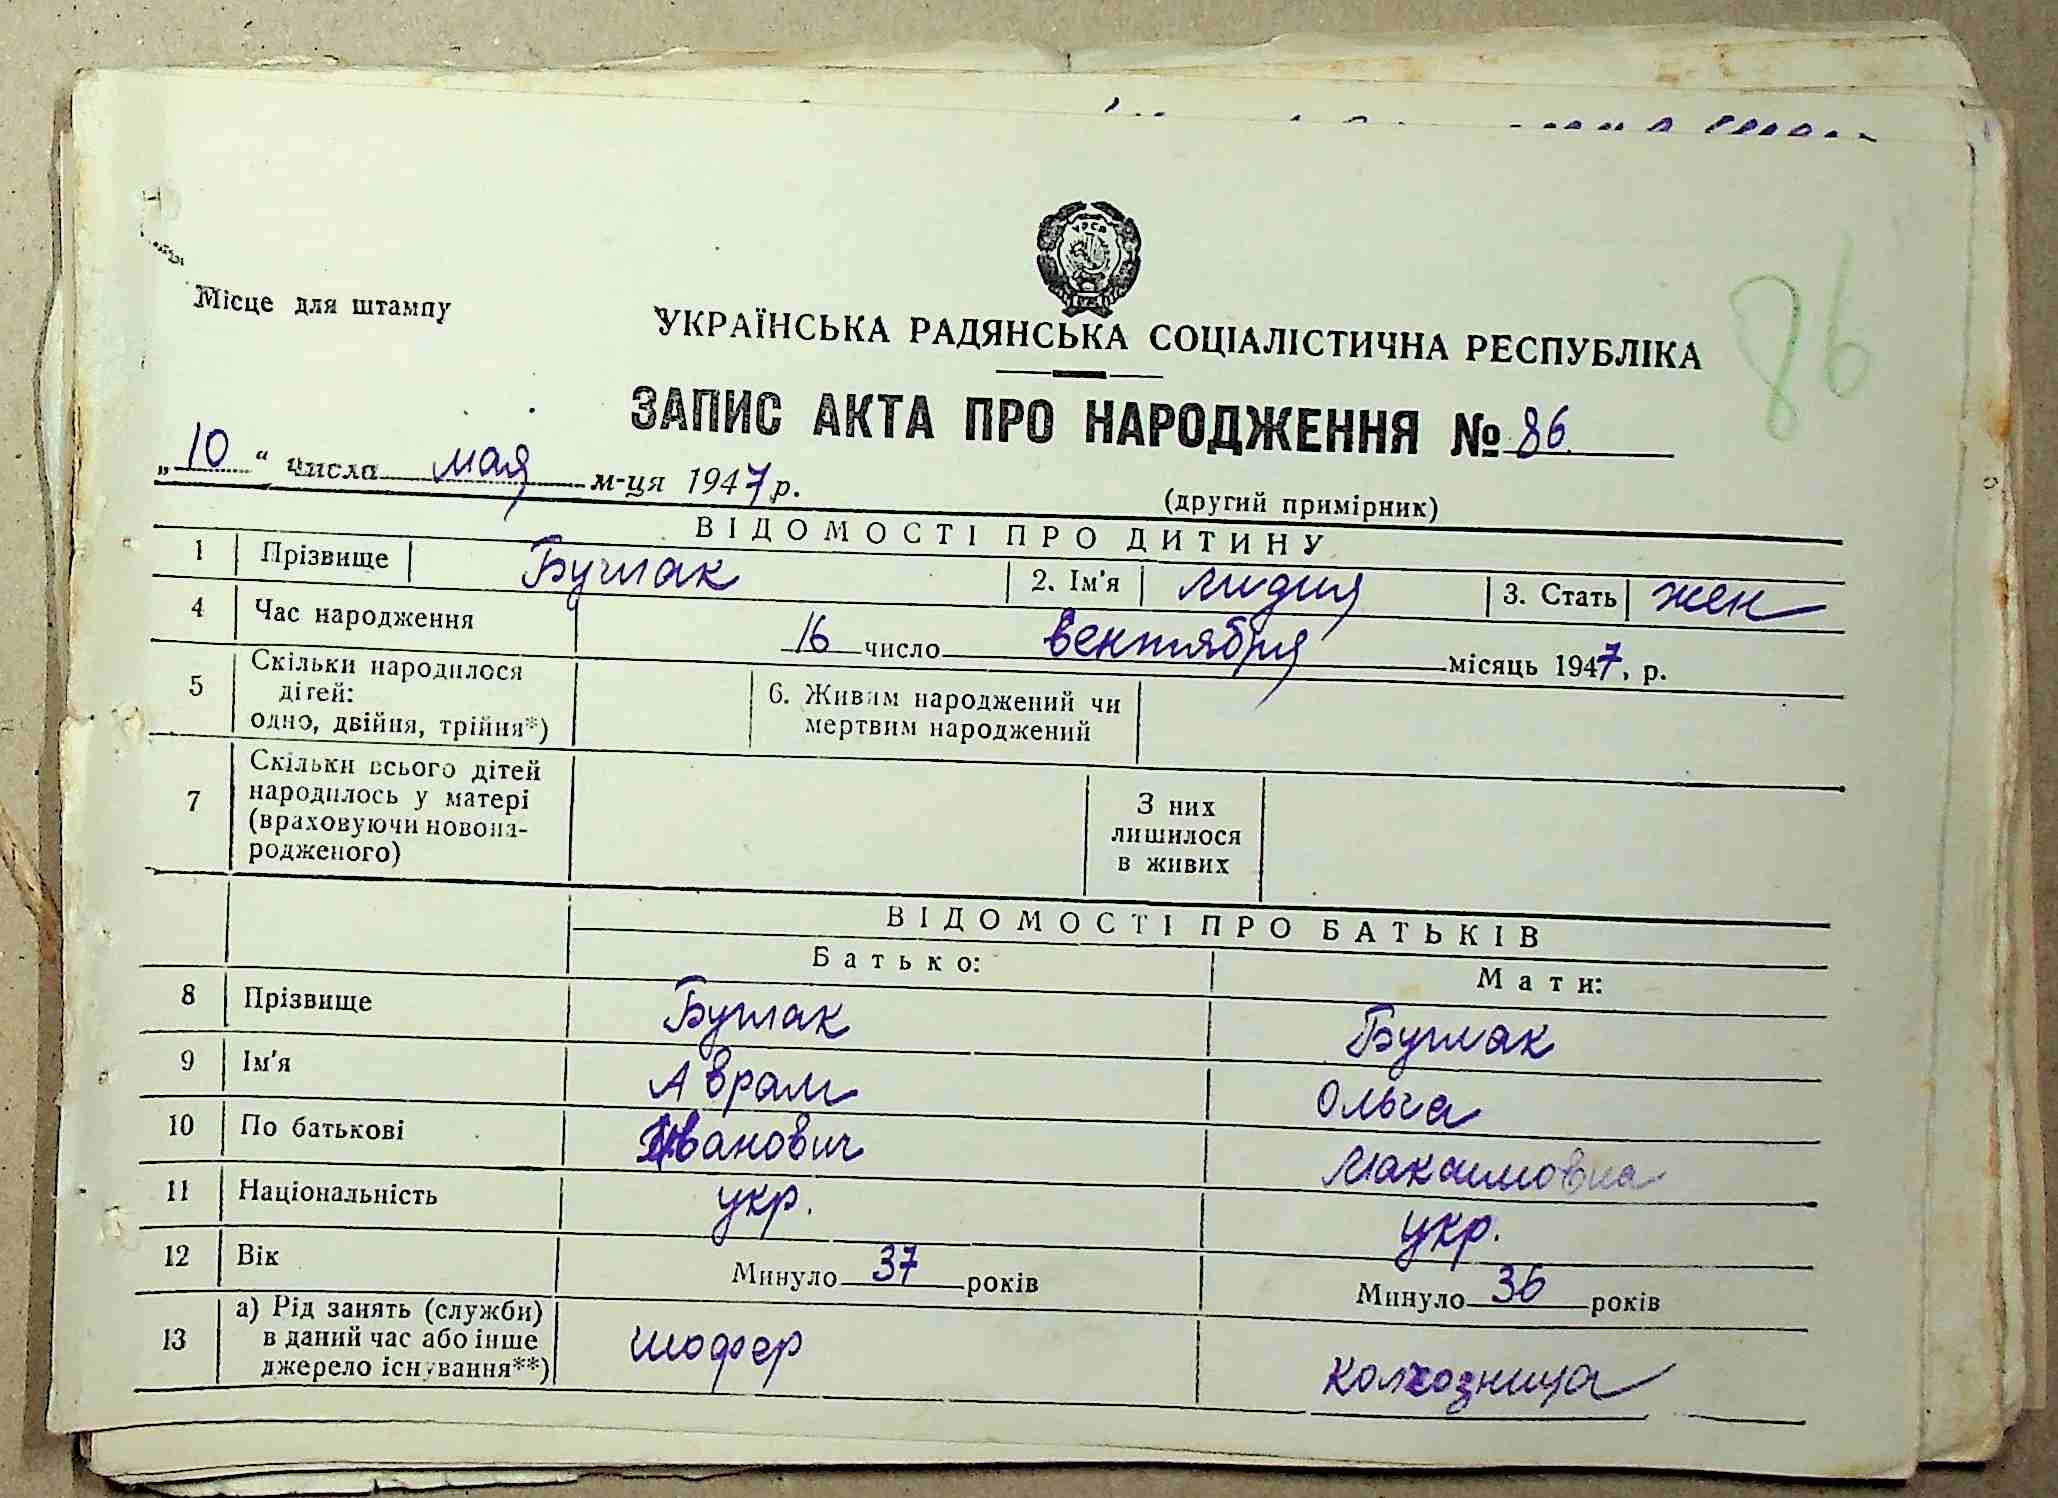 86
Місце для штампу
УКРАЇНСЬКА РАДЯНСЬКА СОЦІАЛІСТИЧНА РЕСПУБЛІКА
ЗАПИС АКТА ПРО НАРОДЖЕННЯ № 86.
„10“ числа мая м-ця 1947 р.
(другий примірник)
ВІДОМОСТІ ПРО ДИТИНУ
1 Прізвище 2. Ім'я Лидия 3. Стать жен
4 Час народження 16 число вентября місяць 1947, р.
5 Скільки народилося дітей: одно, двійня, трійня*) 6. Живим народжений чи мертвим народжений
7 Скільки всього дітей народилось у матері (враховуючи новонародженого) З них лишилося в живих
ВІДОМОСТІ ПРО БАТЬКІВ
Батько: Мати:
8 Прізвище
9 Ім'я Аврам Ольга
10 По батькові Иванович Максимовна
11 Національність укр. укр.
12 Вік Минуло 37 років Минуло 36 років
13 а) Рід занять (служби) в даний час або інше джерело існування**) шофер колхозница